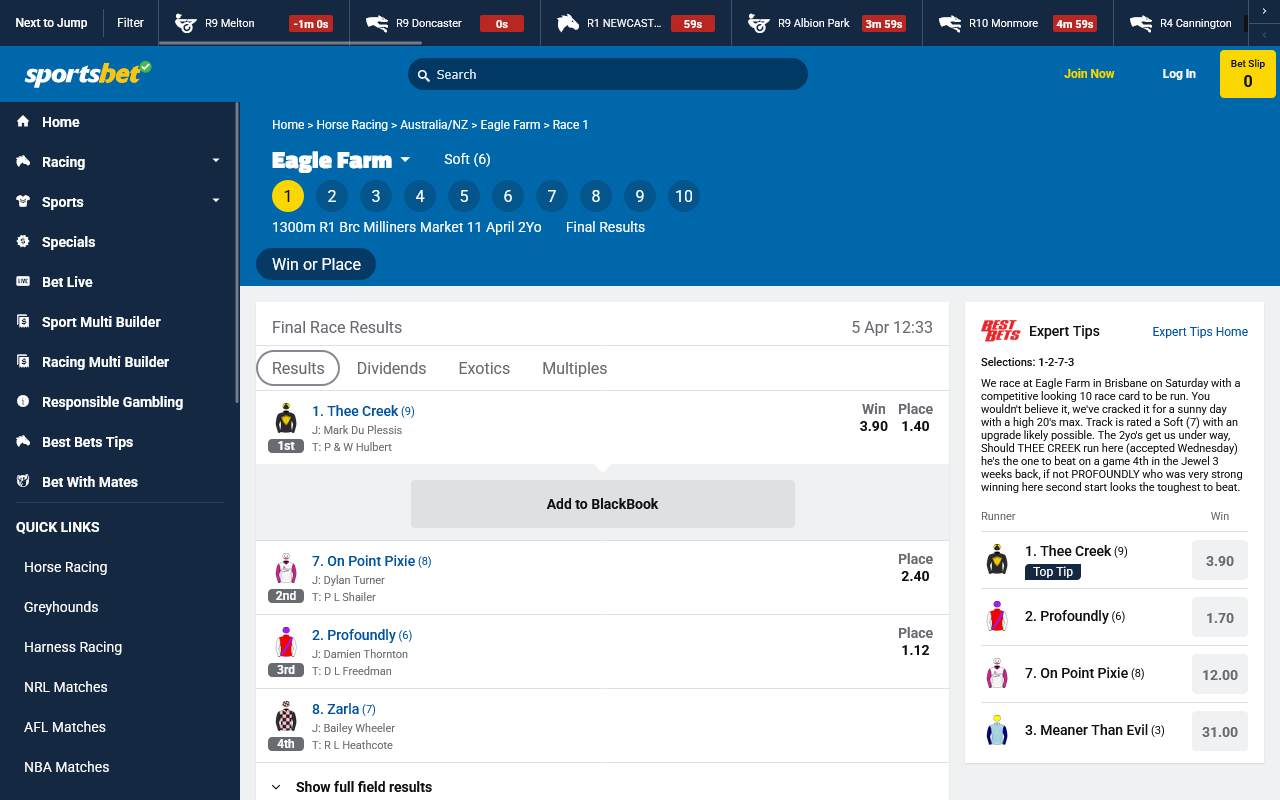 Next to Jump
Filter
R9 Melton
-1m 0s
R9 Doncaster
0s
R1 NEWCAST...
59s
R9 Albion Park
3m 59s
R10 Monmore
4m 59s
R4 Cannington
sportsbet
Search
Join Now
Log In
Bet Slip
0
Home
Racing
Sports
Specials
LIVE
Bet Live
Sport Multi Builder
Racing Multi Builder
Responsible Gambling
Best Bets Tips
Bet With Mates
QUICK LINKS
Horse Racing
Greyhounds
Harness Racing
NRL Matches
AFL Matches
NBA Matches
Home > Horse Racing > Australia/NZ > Eagle Farm > Race 1
Eagle Farm
Soft (6)
1 2 3 4 5 6 7 8 9 10
1300m R1 Brc Milliners Market 11 April 2Yo
Final Results
Win or Place
Final Race Results
5 Apr 12:33
Results
Dividends
Exotics
Multiples
1. Thee Creek (9)
J: Mark Du Plessis
T: P & W Hulbert
1st
Win Place
3.90 1.40
Add to BlackBook
7. On Point Pixie (8)
J: Dylan Turner
T: P L Shailer
2nd
Place
2.40
2. Profoundly (6)
J: Damien Thornton
T: D L Freedman
3rd
Place
1.12
8. Zarla (7)
J: Bailey Wheeler
T: R L Heathcote
4th
Show full field results
BEST BETS
Expert Tips
Expert Tips Home
Selections: 1-2-7-3
We race at Eagle Farm in Brisbane on Saturday with a
competitive looking 10 race card to be run. You
wouldn't believe it, we've cracked it for a sunny day
with a high 20's max. Track is rated a Soft (7) with an
upgrade likely possible. The 2yo's get us under way,
Should THEE CREEK run here (accepted Wednesday)
he's the one to beat on a game 4th in the Jewel 3
weeks back, if not PROFOUNDLY who was very strong
winning here second start looks the toughest to beat.
Runner
Win
1. Thee Creek (9)
Top Tip
3.90
2. Profoundly (6)
1.70
7. On Point Pixie (8)
12.00
3. Meaner Than Evil (3)
31.00